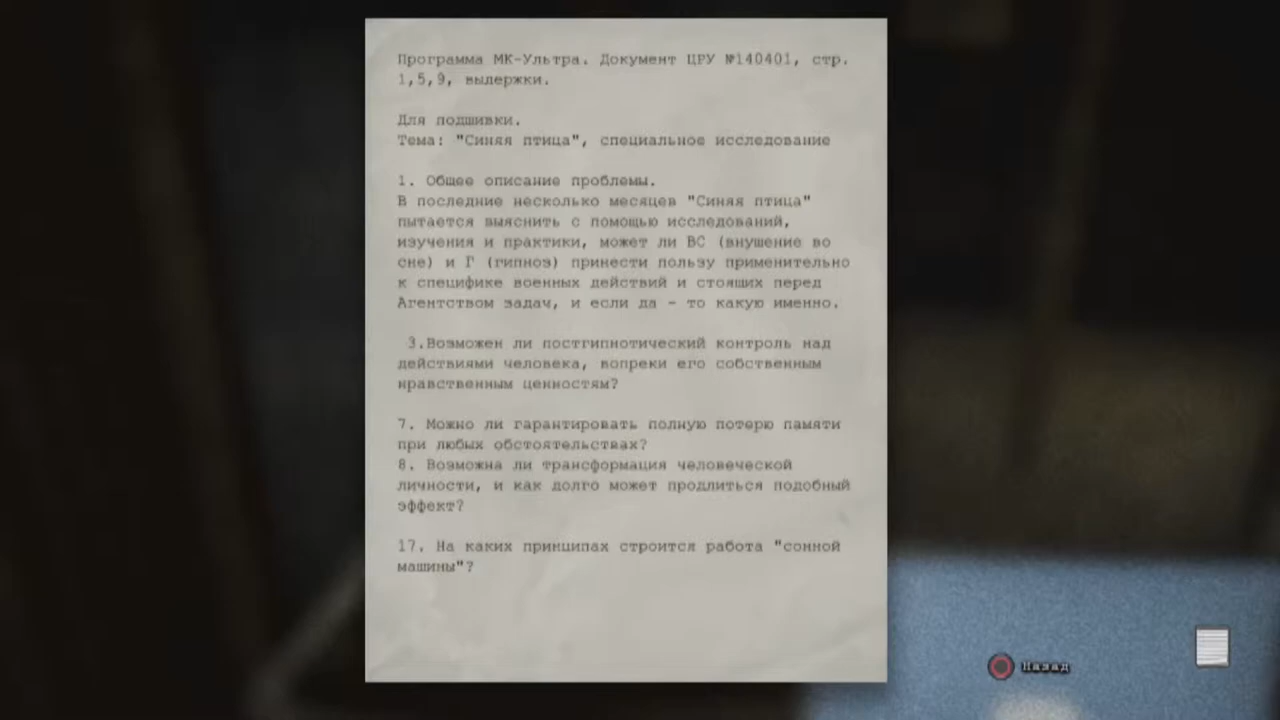 Программа МК-Ультра. Документ ЦРУ №140401, стр.
1,5,9, выдержки.
Для подшивки.
Тема: "Синяя птица", специальное исследование
1. Общее описание проблемы.
В последние несколько месяцев "Синяя птица"
пытается выяснить с помощью исследований,
изучения и практики, может ли ВС (внушение во
сне) и Г (гипноз) принести пользу применительно
к специфике военных действий и стоящих перед
Агентством задач, и если да - то какую именно.
3.Возможен ли постгипнотический контроль над
действиями человека, вопреки его собственным
нравственным ценностям?
7. Можно ли гарантировать полную потерю памяти
при любых обстоятельствах?
8. Возможна ли трансформация человеческой
личности, и как долго может продлиться подобный
эффект?
17. На каких принципах строится работа "сонной
машины"?
Назад